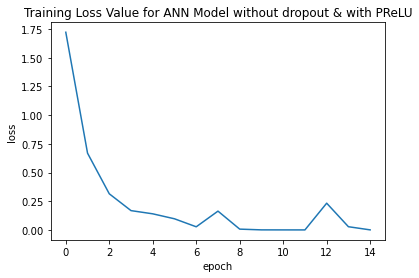 Training Loss Value for ANN Model without dropout & with PReLU
1.75
1.50
1.25
1.00
0.75
0.50
0.25
0.00
loss
0 2 4 6 8 10 12 14
epoch